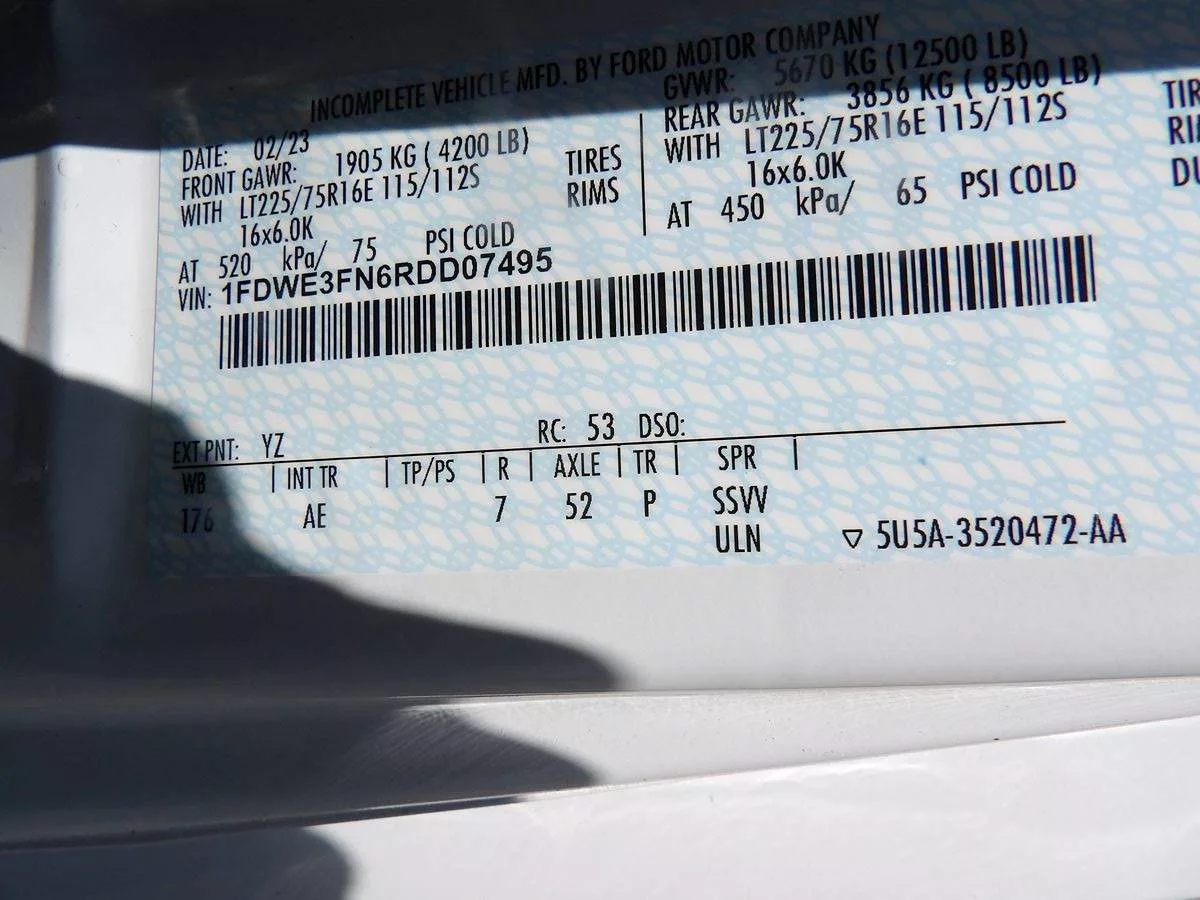 INCOMPLETE VEHICLE MFD. BY FORD MOTOR COMPANY
DATE: 02/23
GVWR: 5670 KG (12500 LB)
FRONT GAWR: 1905 KG ( 4200 LB)
REAR GAWR: 3856 KG ( 8500 LB)
WITH LT225/75R16E 115/112S TIRES
WITH LT225/75R16E 115/112S TIR
16x6.0K RIMS
16x6.0K RI
AT 520 kPa/ 75 PSI COLD
AT 450 kPa/ 65 PSI COLD DU
VIN: 1FDWE3FN6RDD07495
EXT PNT: YZ RC: 53 DSO:
WB | INT TR | TP/PS | R | AXLE | TR | SPR |
176 AE 7 52 P SSVV
ULN ▽ 5U5A-3520472-AA